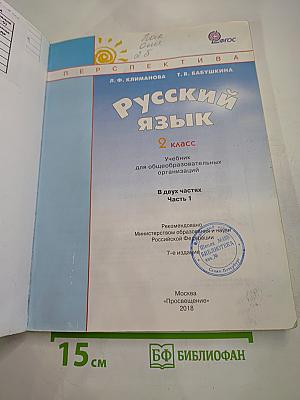 ФГОС
ПЕРСПЕКТИВА
Л. Ф. КЛИМАНОВА Т. В. БАБУШКИНА
Русский
язык
2 класс
Учебник
для общеобразовательных
организаций
В двух частях
Часть 1
Рекомендовано
Министерством образования и науки
Российской Федерации
7-е издание
БИБЛИОТЕКА
Москва
«Просвещение»
2018
15 см
БФ БИБЛИОФАН